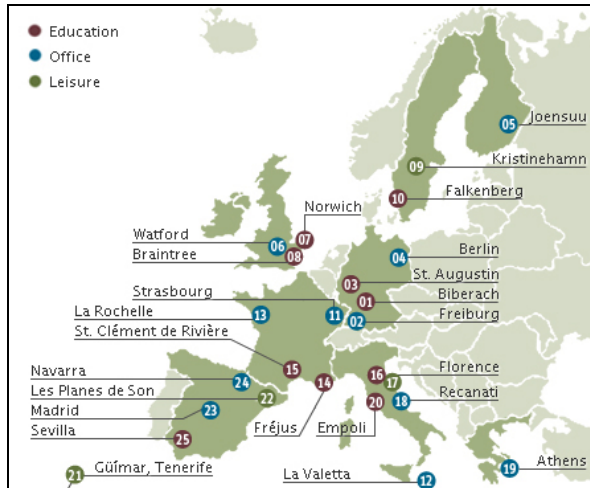 Education
Office
Leisure
05
Joensuu
09
Kristinehamn
10
Falkenberg
Norwich
07
Watford
06
Braintree
08
04
Berlin
03
St. Augustin
01
Biberach
Strasbourg
11
02
Freiburg
La Rochelle
13
St. Clément de Rivière
15
14
Fréjus
16
Florence
17
18
Recanati
20
Empoli
Navarra
24
Les Planes de Son
22
Madrid
23
Sevilla
25
21
Güímar, Tenerife
La Valetta
12
19
Athens